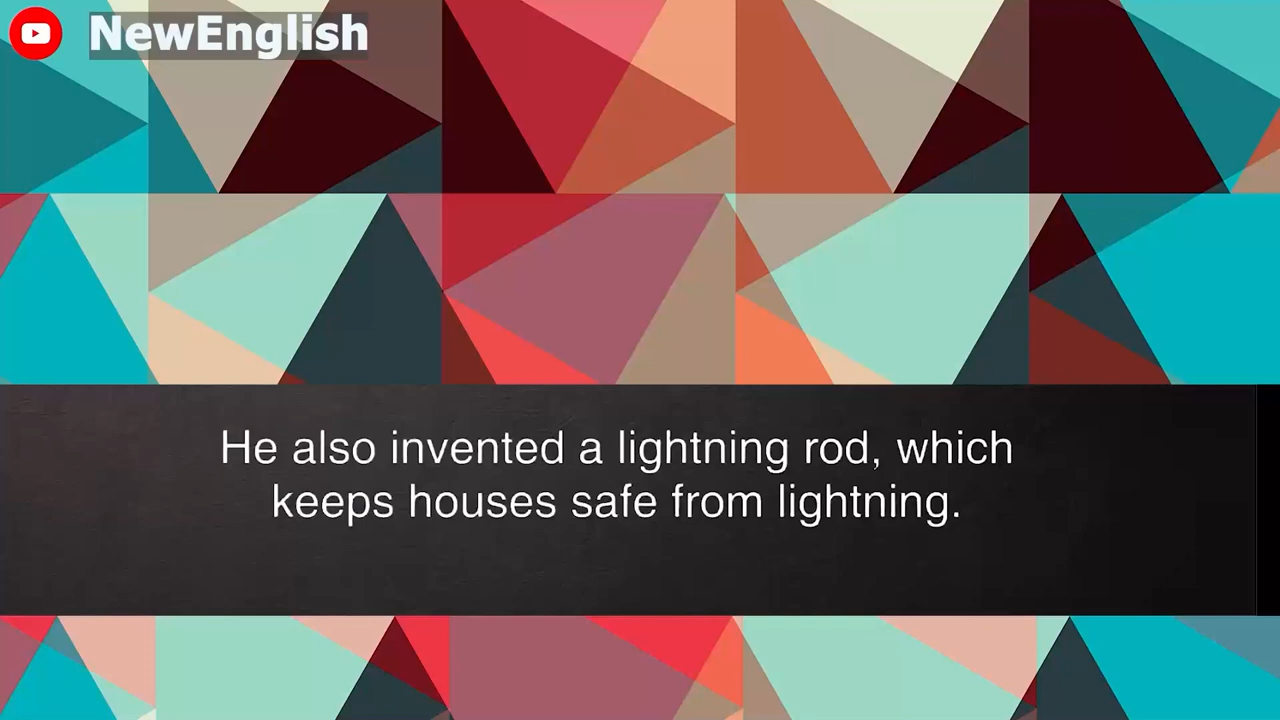 NewEnglish
He also invented a lightning rod, which
keeps houses safe from lightning.